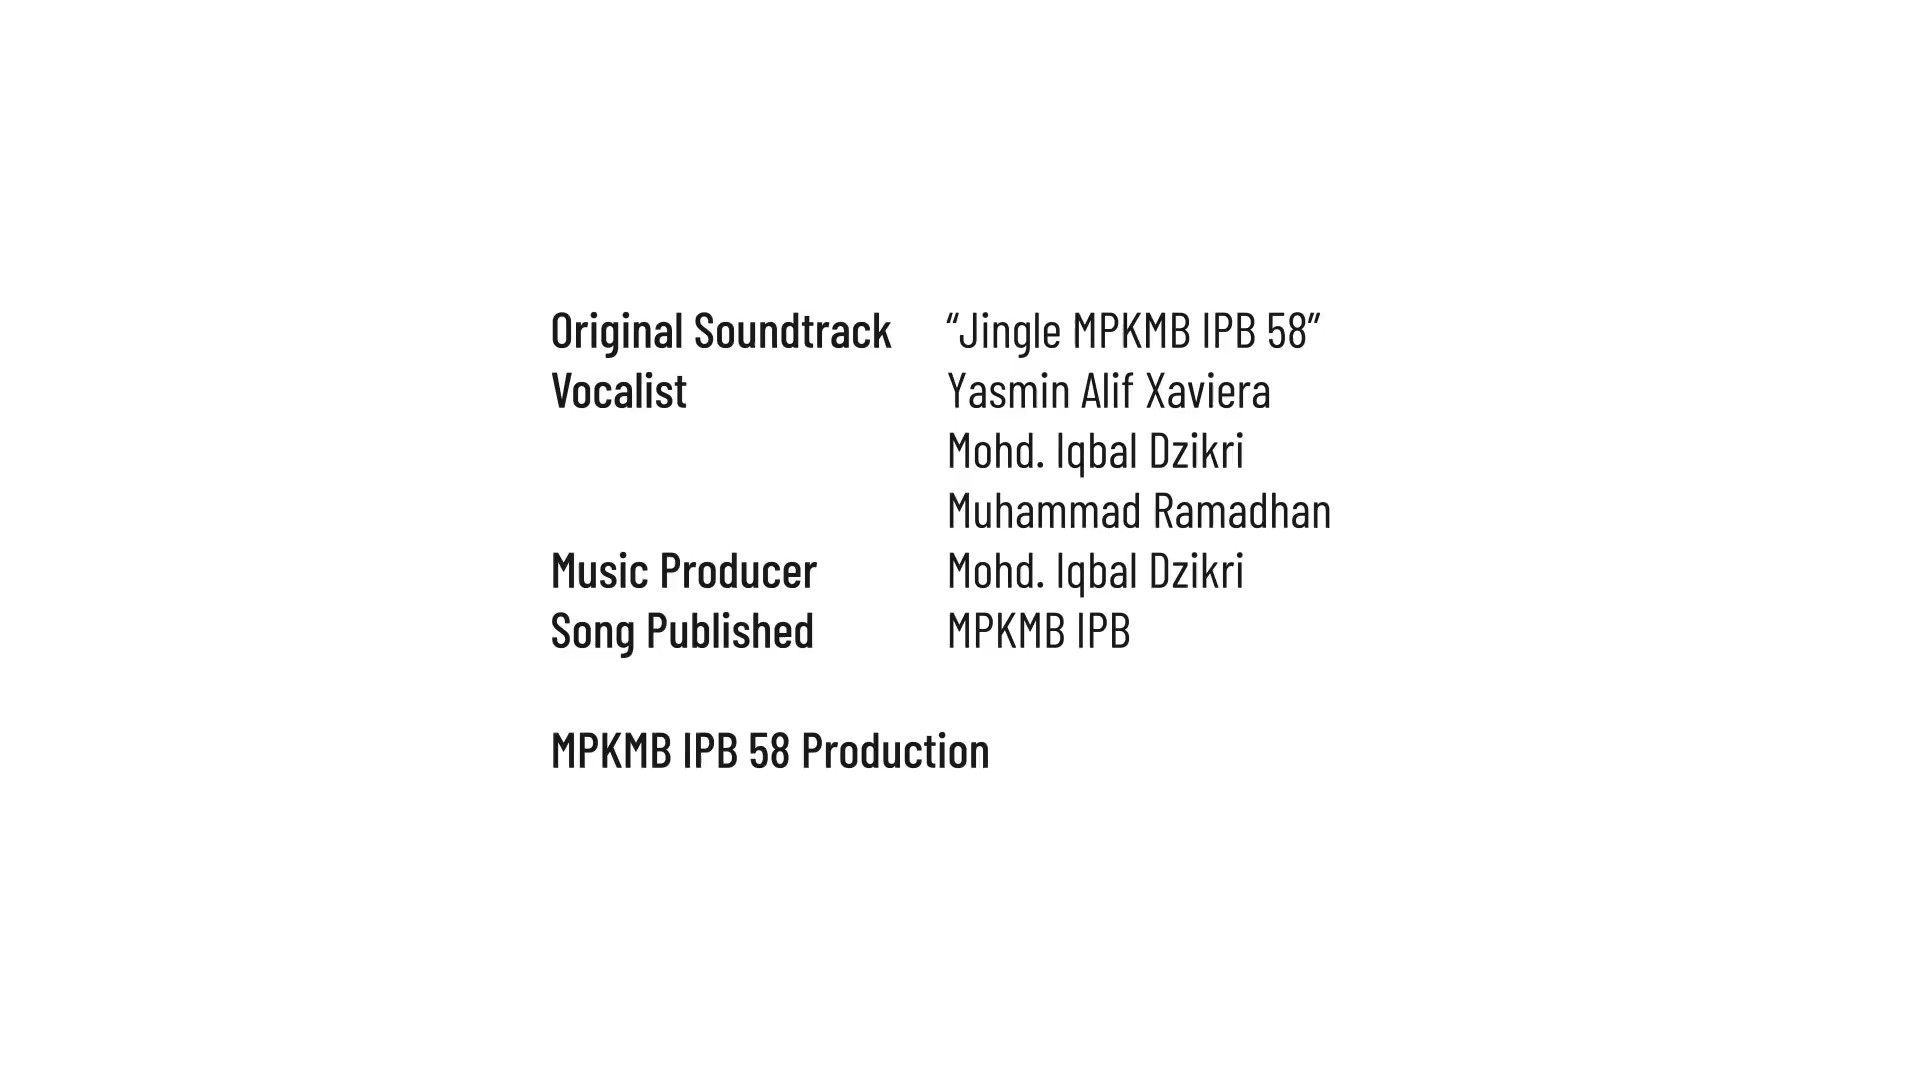 Original Soundtrack “Jingle MPKMB IPB 58”
Vocalist Yasmin Alif Xaviera
Mohd. Iqbal Dzikri
Muhammad Ramadhan
Music Producer Mohd. Iqbal Dzikri
Song Published MPKMB IPB
MPKMB IPB 58 Production